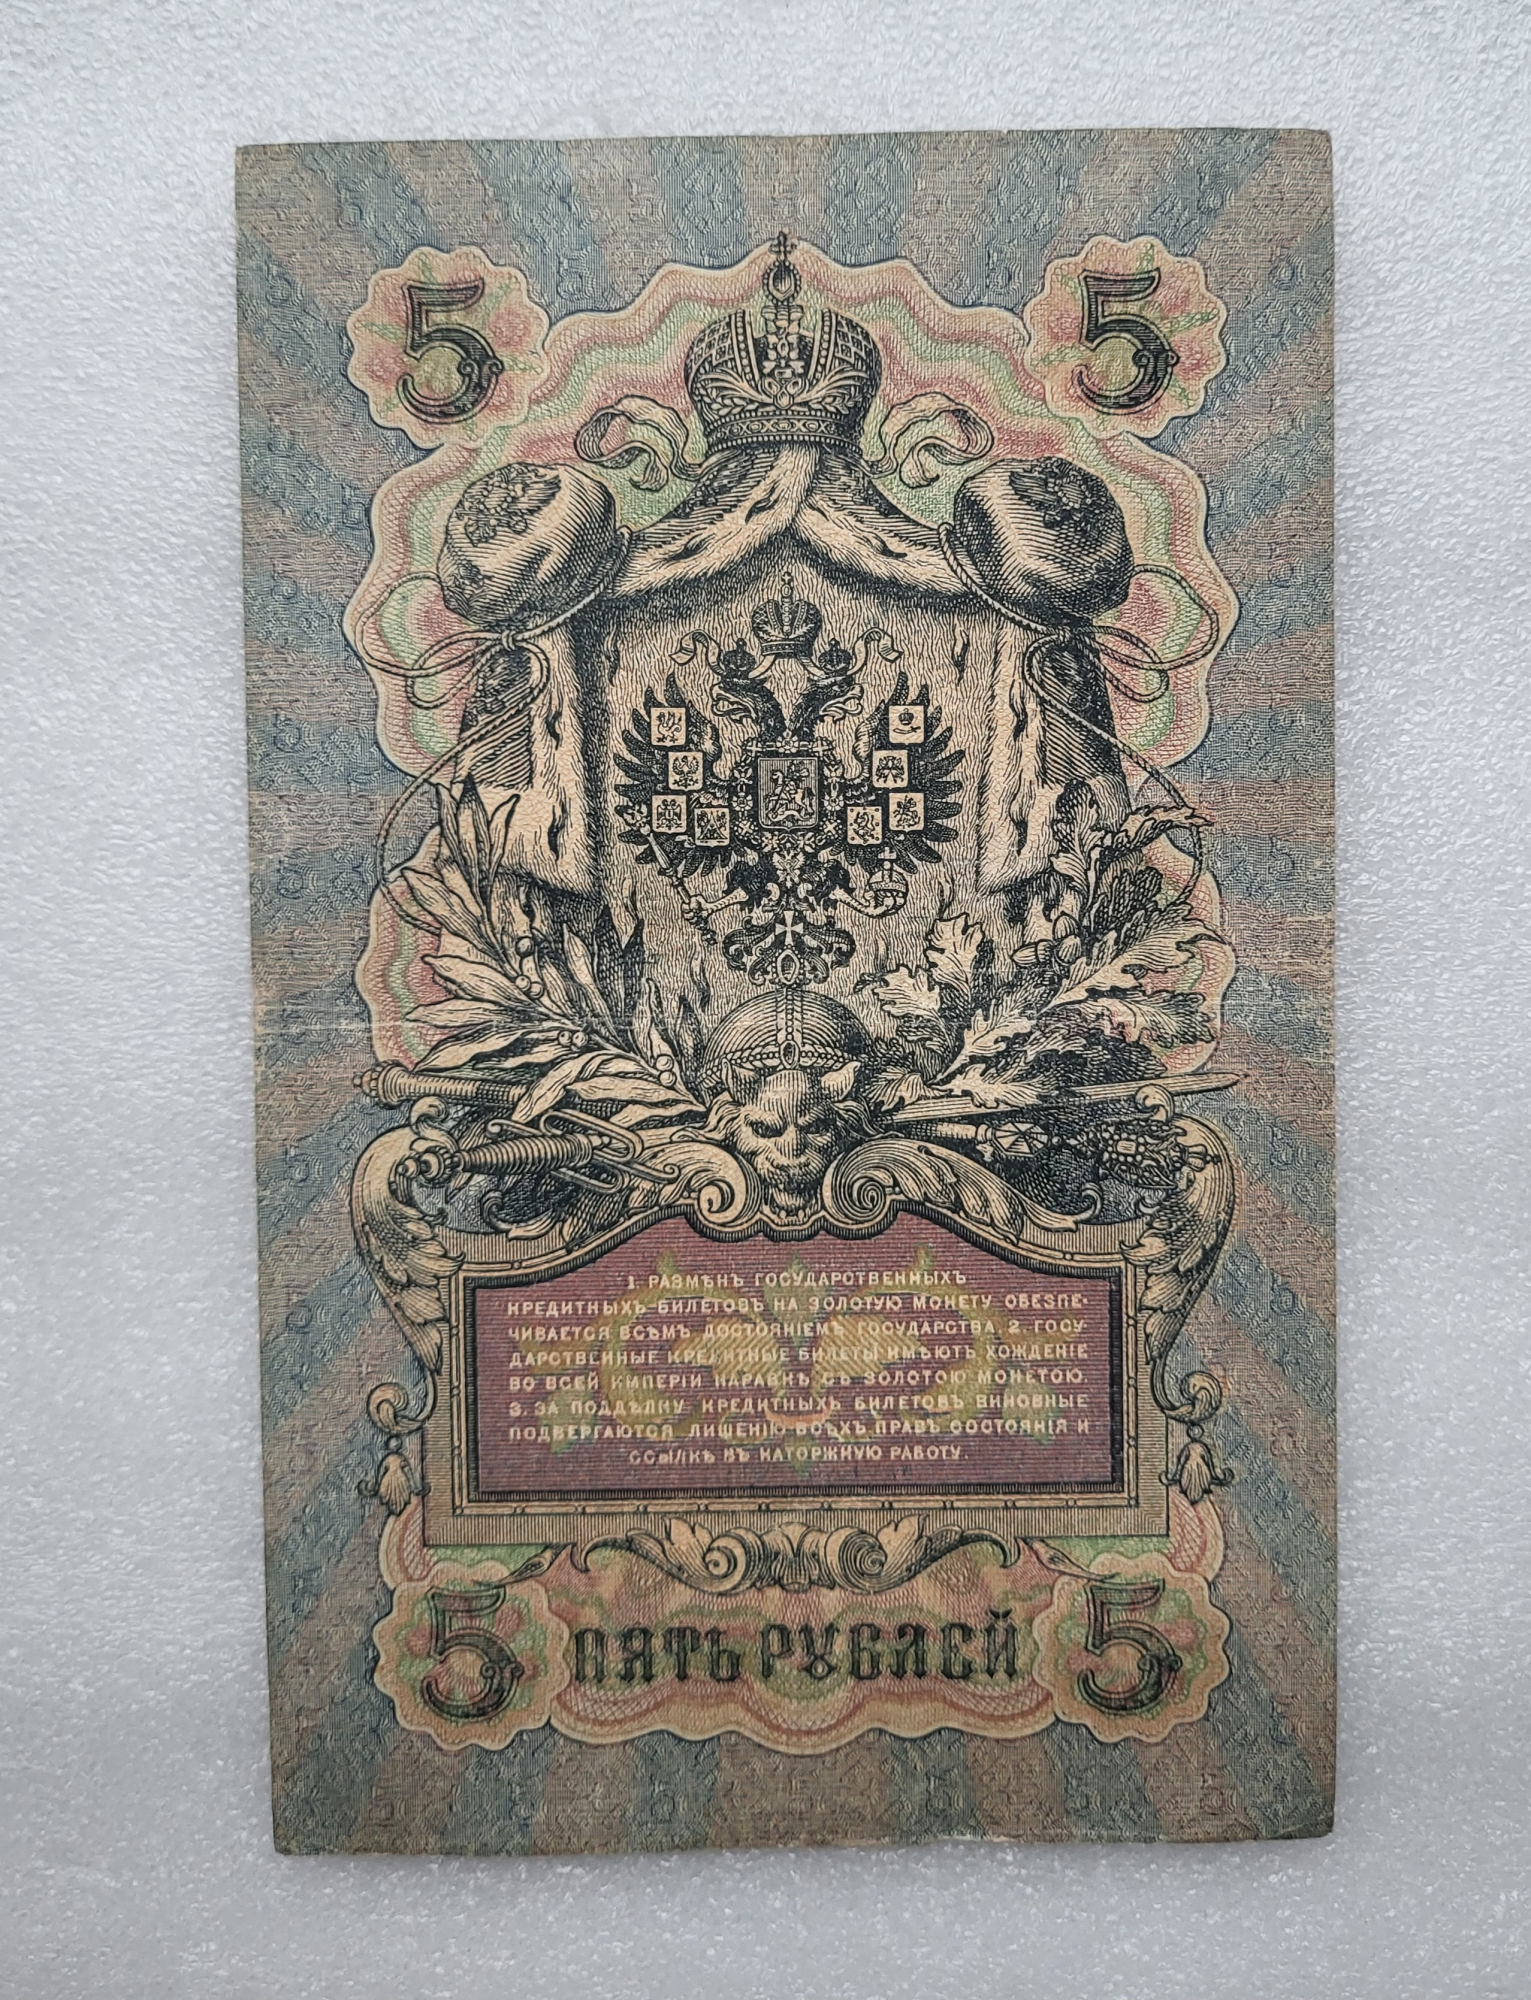 5 5
1. РАЗМѢНЪ ГОСУДАРСТВЕННЫХЪ
КРЕДИТНЫХЪ БИЛЕТОВЪ НА ЗОЛОТУЮ МОНЕТУ ОБЕЗПЕ-
ЧИВАЕТСЯ ВСѢМЪ ДОСТОЯНІЕМЪ ГОСУДАРСТВА. 2. ГОСУ-
ДАРСТВЕННЫЕ КРЕДИТНЫЕ БИЛЕТЫ ИМѢЮТЪ ХОЖДЕНІЕ
ВО ВСЕЙ ИМПЕРІИ НАРАВНѢ СЪ ЗОЛОТОЮ МОНЕТОЮ.
3. ЗА ПОДДѢЛКУ КРЕДИТНЫХЪ БИЛЕТОВЪ ВИНОВНЫЕ
ПОДВЕРГАЮТСЯ ЛИШЕНІЮ ВСѢХЪ ПРАВЪ СОСТОЯНІЯ И
ССЫЛКѢ ВЪ КАТОРЖНУЮ РАБОТУ.
5 ПЯТЬ РУБЛЕЙ 5